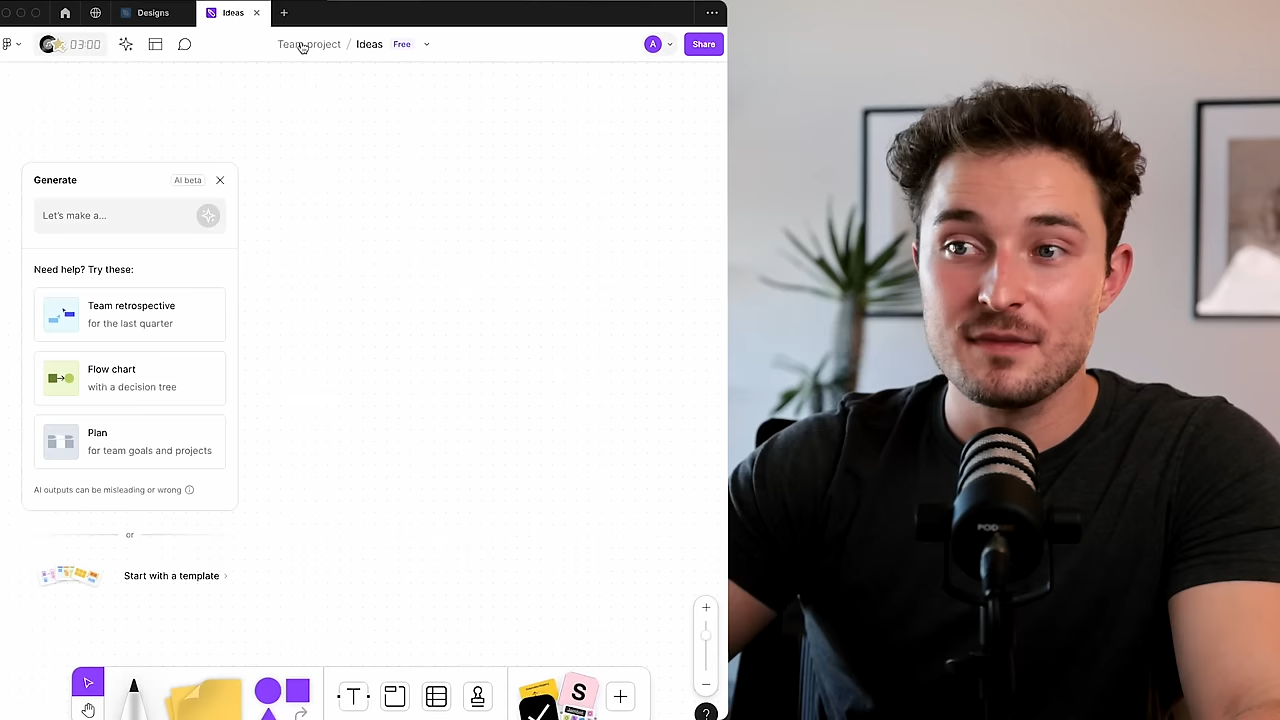 Designs
Ideas
03:00
Team project / Ideas Free
A
Share
Generate
AI beta
Let's make a...
Need help? Try these:
Team retrospective
for the last quarter
Flow chart
with a decision tree
Plan
for team goals and projects
AI outputs can be misleading or wrong
or
Start with a template
T
S
?